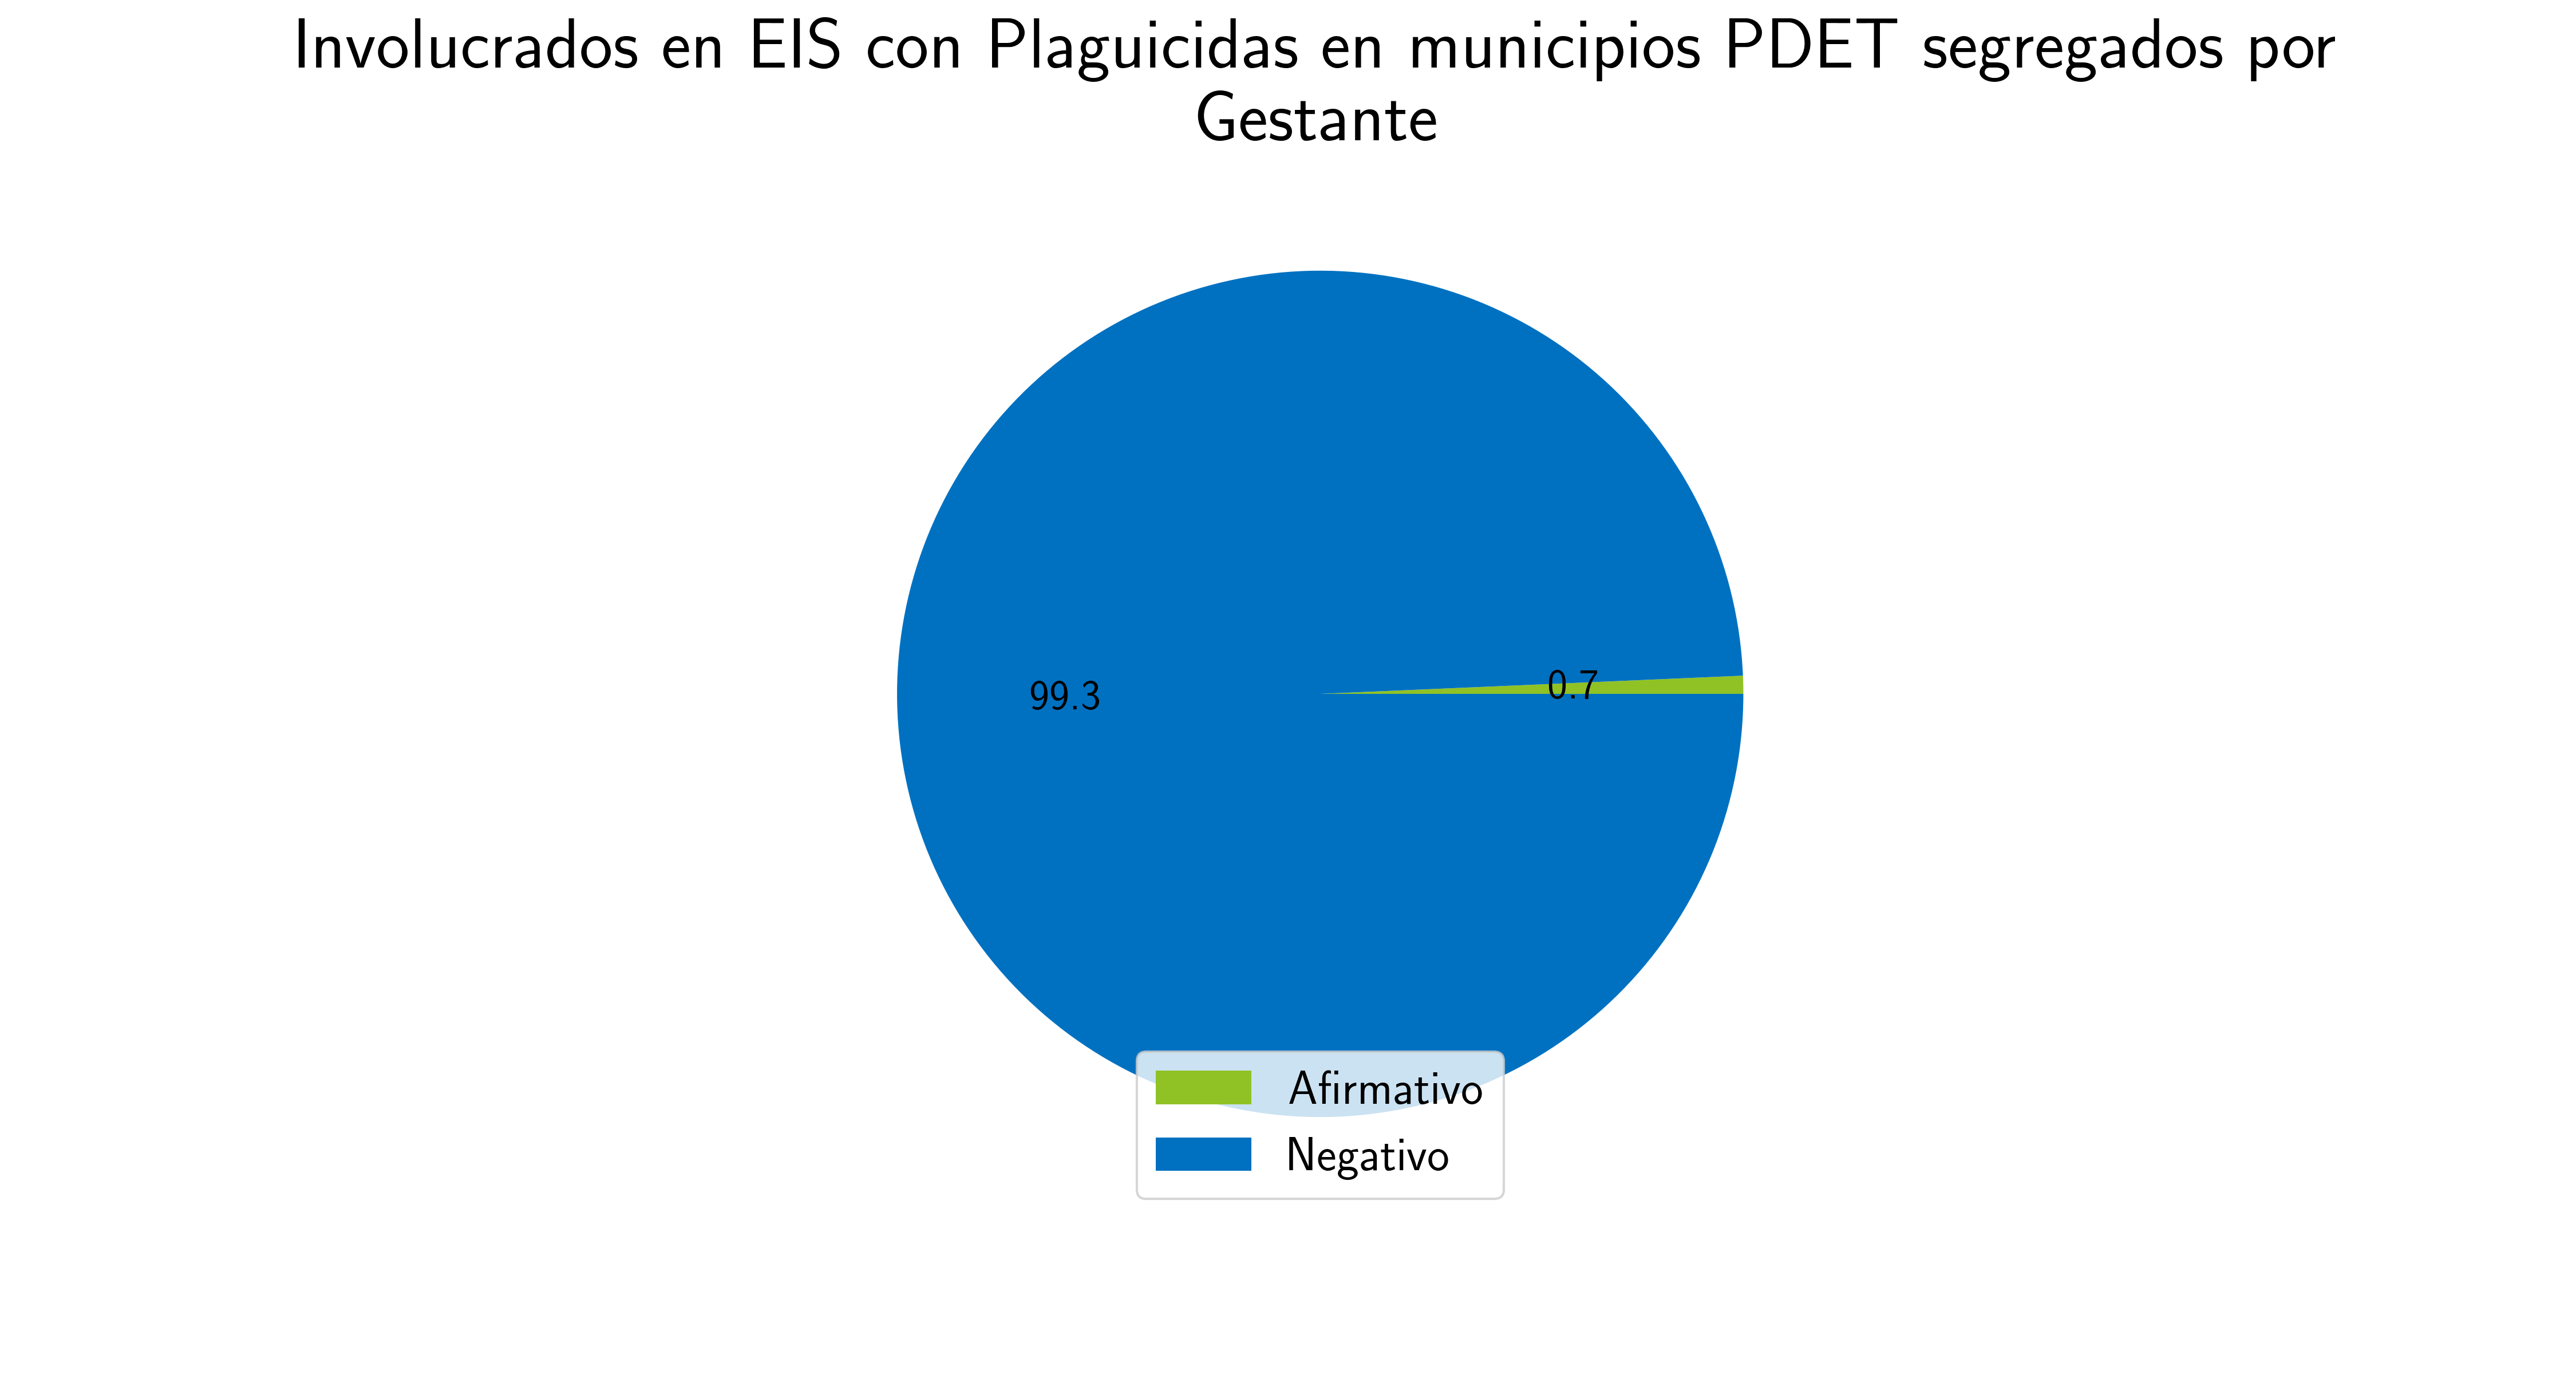 Involucrados en EIS con Plaguicidas en municipios PDET segregados por
Gestante
99.3
0.7
Afirmativo
Negativo